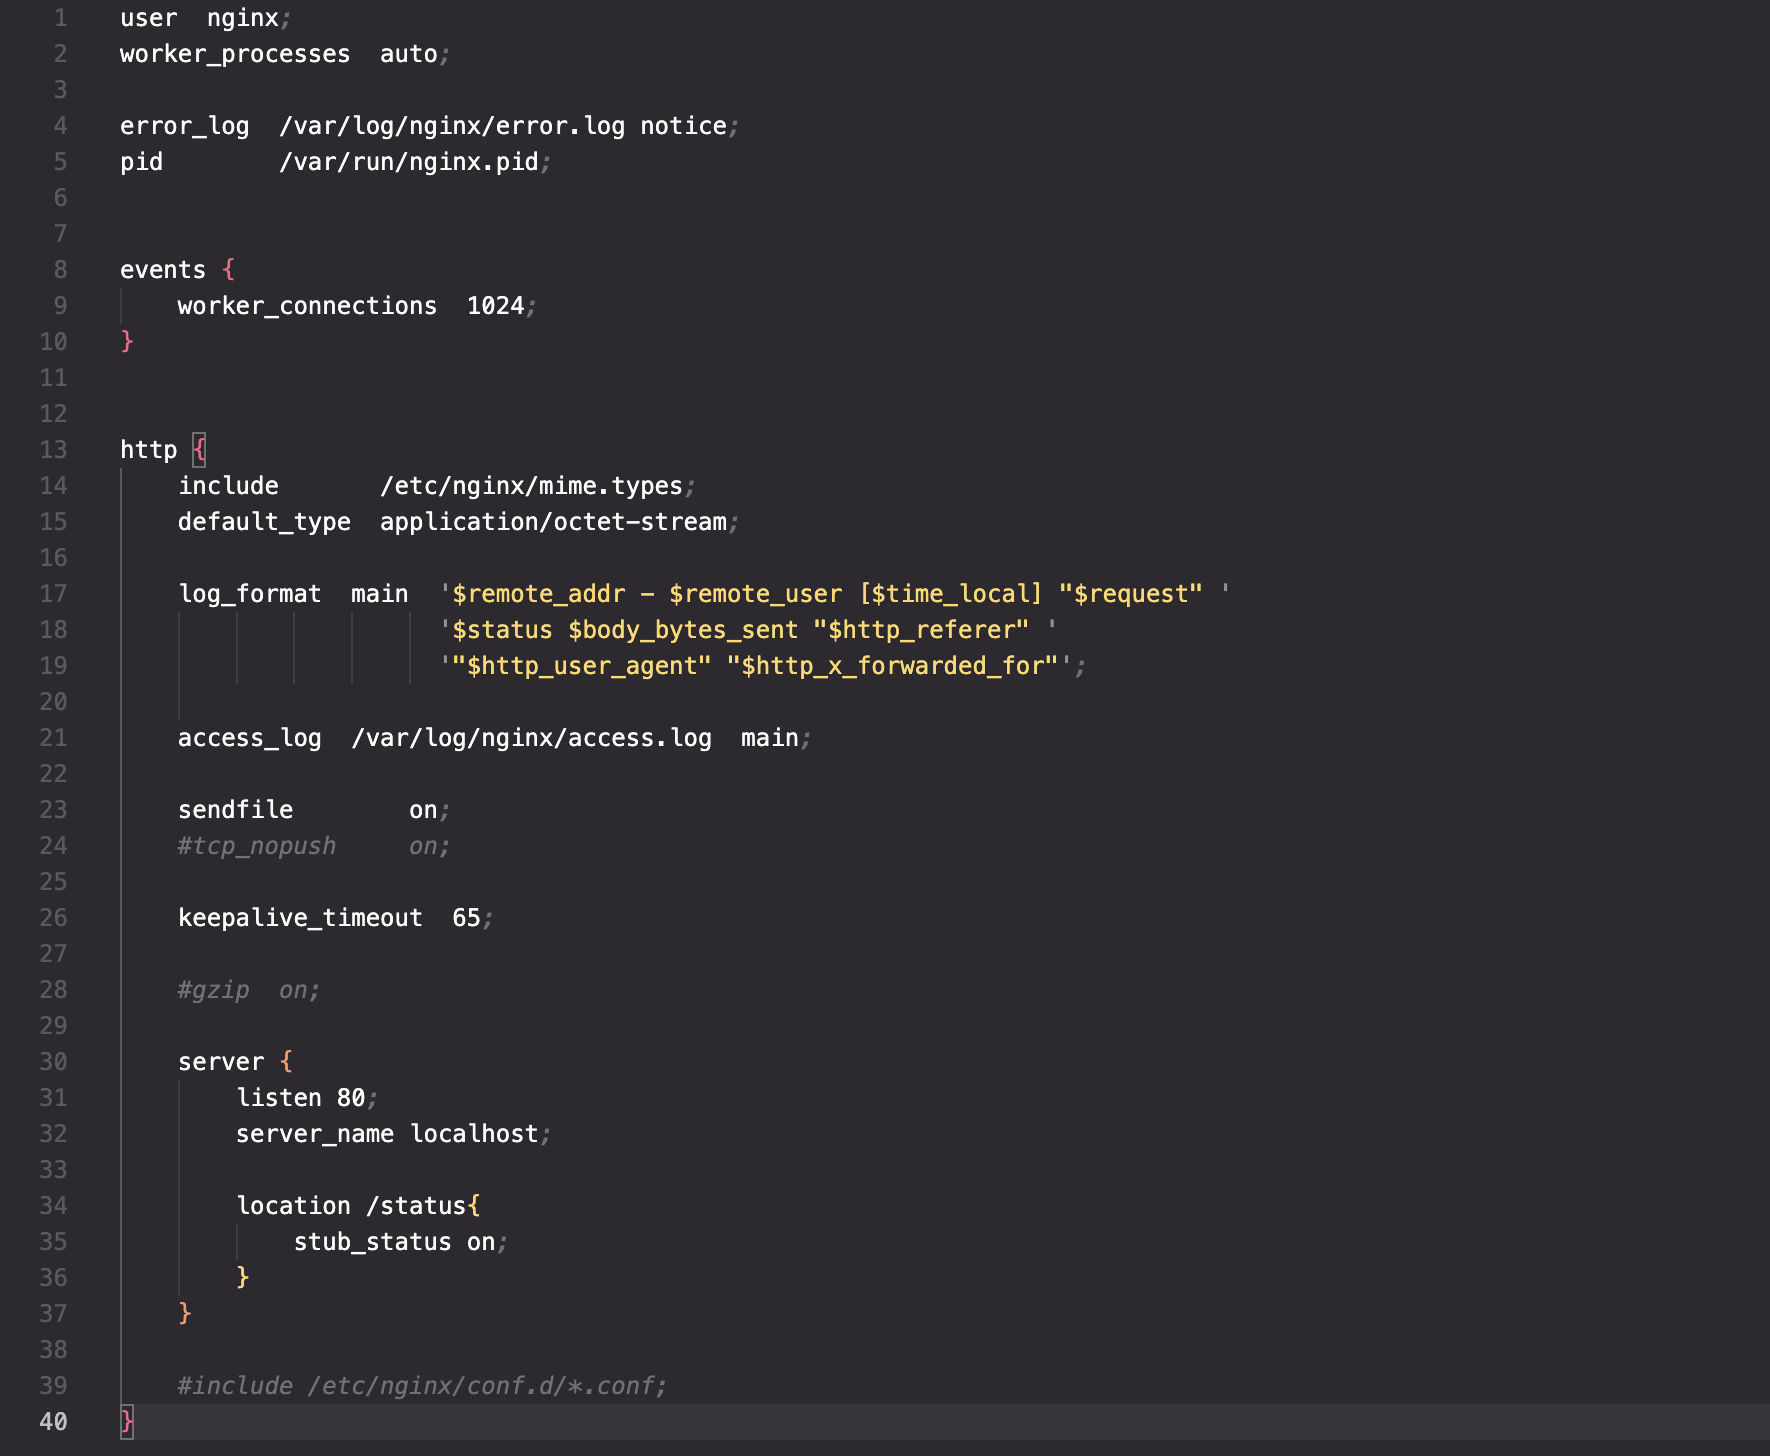 1 user  nginx;
2 worker_processes  auto;
3
4 error_log  /var/log/nginx/error.log notice;
5 pid        /var/run/nginx.pid;
6
7
8 events {
9     worker_connections  1024;
10 }
11
12
13 http {
14     include       /etc/nginx/mime.types;
15     default_type  application/octet-stream;
16
17     log_format  main  '$remote_addr - $remote_user [$time_local] "$request" '
18                       '$status $body_bytes_sent "$http_referer" '
19                       '"$http_user_agent" "$http_x_forwarded_for"';
20
21     access_log  /var/log/nginx/access.log  main;
22
23     sendfile        on;
24     #tcp_nopush     on;
25
26     keepalive_timeout  65;
27
28     #gzip  on;
29
30     server {
31         listen 80;
32         server_name localhost;
33
34         location /status{
35             stub_status on;
36         }
37     }
38
39     #include /etc/nginx/conf.d/*.conf;
40 }